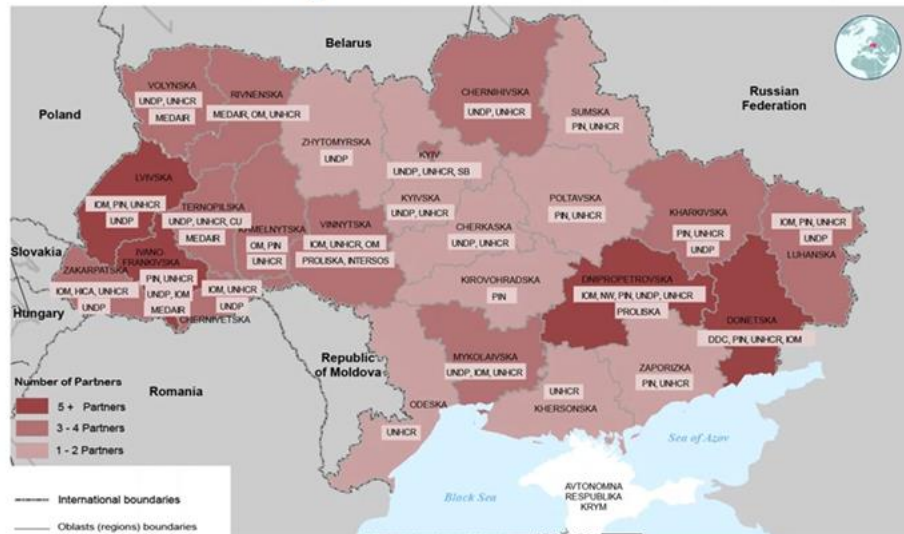 Belarus
Poland
Russian
Federation
VOLYNSKA
UNDP, UNHCR
MEDAIR
RIVNENSKA
MEDAIR, OM, UNHCR
CHERNIHIVSKA
UNDP, UNHCR
SUMSKA
PIN, UNHCR
ZHYTOMYRSKA
UNDP
KYIV
UNDP, UNHCR, SB
LVIVSKA
IOM, PIN, UNHCR
UNDP
TERNOPILSKA
UNDP, UNHCR, CU
MEDAIR
KHMELNYTSKA
OM, PIN
UNHCR
VINNYTSKA
IOM, UNHCR, OM
PROLISKA, INTERSOS
KYIVSKA
UNDP, UNHCR
CHERKASKA
UNDP, UNHCR
POLTAVSKA
PIN, UNHCR
KHARKIVSKA
PIN, UNHCR
UNDP
IOM, PIN, UNHCR
UNDP
LUHANSKA
Slovakia
Hungary
ZAKARPATSKA
IOM, HICA, UNHCR
UNDP
IVANO
FRANKIVSKA
PIN, UNHCR
UNDP, IOM
MEDAIR
IOM, UNHCR
UNDP
CHERNIVETSKA
KIROVOHRADSKA
PIN
DNIPROPETROVSKA
IOM, NW, PIN, UNDP, UNHCR
PROLISKA
DONETSKA
DDC, PIN, UNHCR, IOM
Republic
of Moldova
Romania
MYKOLAIVSKA
UNDP, IOM, UNHCR
ZAPORIZKA
PIN, UNHCR
UNHCR
KHERSONSKA
ODESKA
UNHCR
Sea of Azov
Black Sea
AVTONOMNA
RESPUBLIKA
KRYM
Number of Partners
5 + Partners
3 - 4 Partners
1 - 2 Partners
International boundaries
Oblasts (regions) boundaries